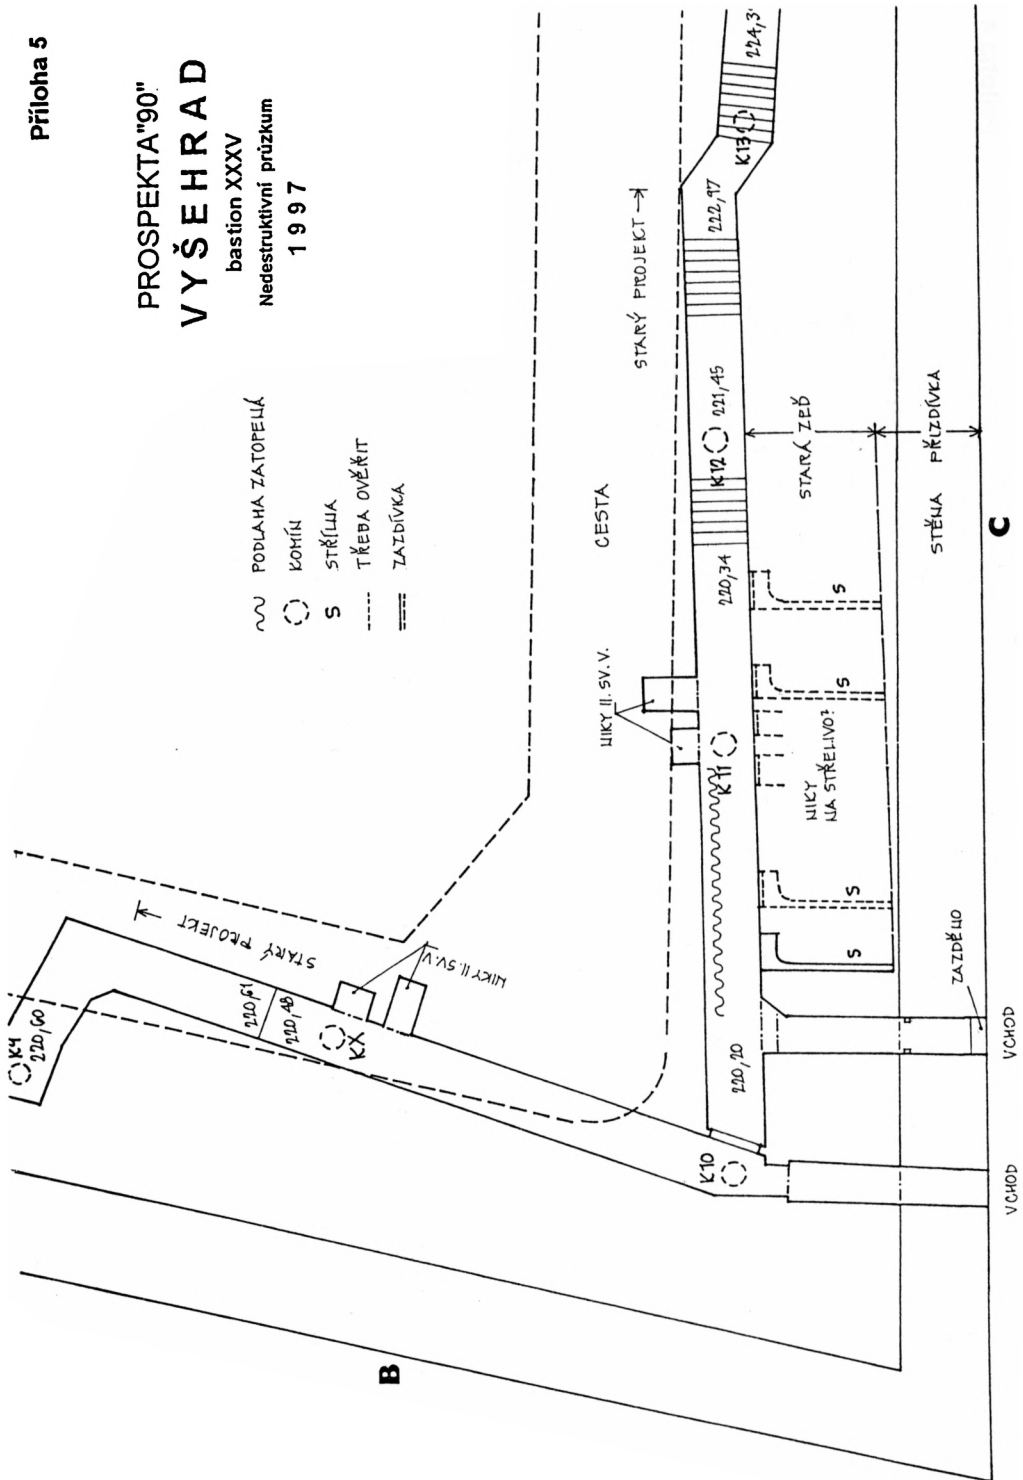 Příloha 5
PROSPEKTA"90"
VYŠEHRAD
bastion XXXV
Nedestruktivní průzkum
1997
PODLAHA ZATOPENÁ
KOMÍN
S STŘÍLNA
TŘEBA OVĚŘIT
ZAZDÍVKA
K4
220,60
STARÝ PROJEKT
220,61
220,48
KX
NIKY II. SV. V.
CESTA
NIKY II. SV. V.
STARÝ PROJEKT
K10
220,20
K11
220,34
K12
221,45
222,97
K13
224,3
S
S
S
S
NIKY
NA STŘELIVO?
STARÁ ZEĎ
STĚNA PŘIZDÍVKA
ZAZDĚNO
VCHOD
VCHOD
B
C